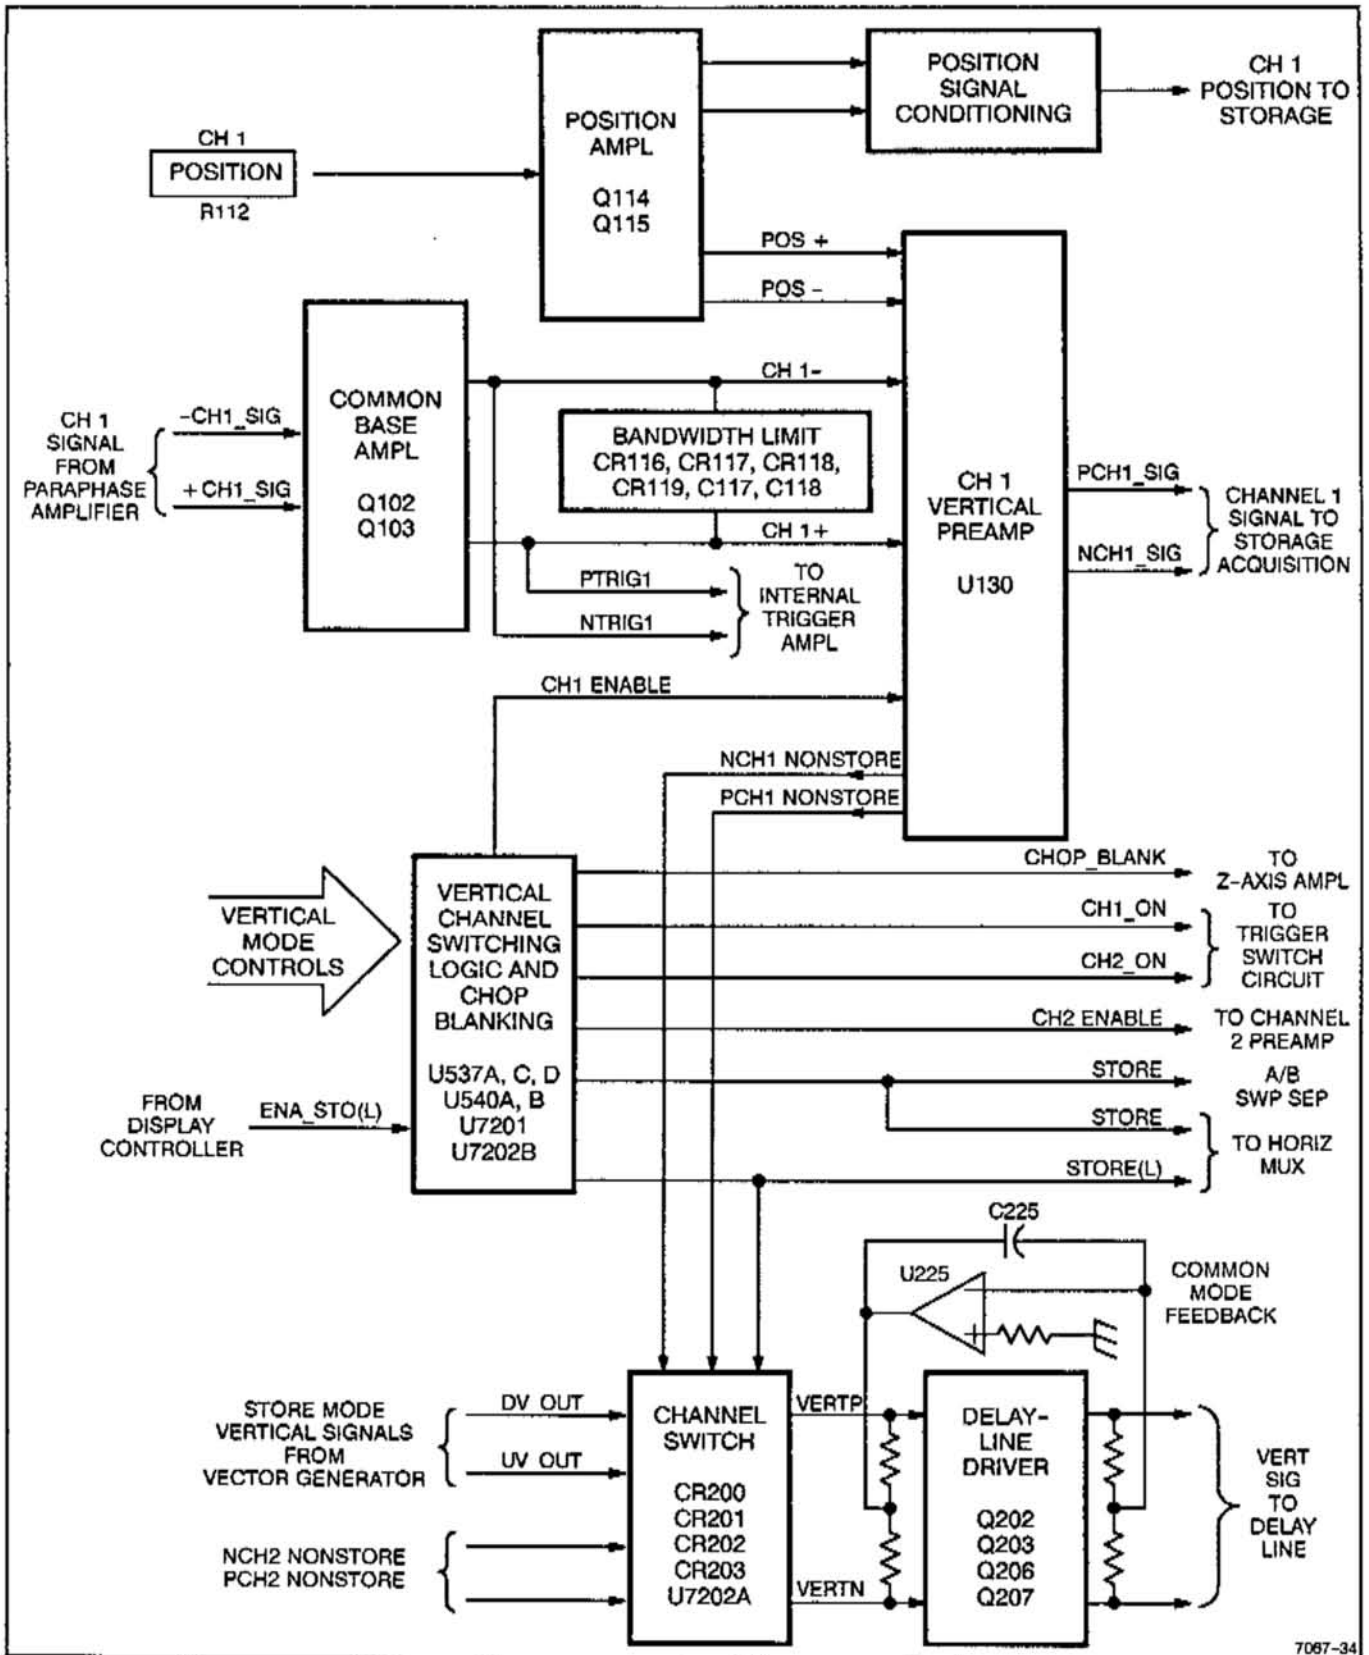 POSITION
AMPL
Q114
Q115
POSITION
SIGNAL
CONDITIONING
CH 1
POSITION TO
STORAGE
CH 1
POSITION
R112
POS +
POS -
CH 1
SIGNAL
FROM
PARAPHASE
AMPLIFIER
-CH1_SIG
+CH1_SIG
COMMON
BASE
AMPL
Q102
Q103
CH 1-
BANDWIDTH LIMIT
CR116, CR117, CR118,
CR119, C117, C118
CH 1+
PTRIG1
NTRIG1
TO
INTERNAL
TRIGGER
AMPL
CH 1
VERTICAL
PREAMP
U130
PCH1_SIG
NCH1_SIG
CHANNEL 1
SIGNAL TO
STORAGE
ACQUISITION
CH1 ENABLE
NCH1 NONSTORE
PCH1 NONSTORE
VERTICAL
MODE
CONTROLS
FROM
DISPLAY
CONTROLLER
ENA_STO(L)
VERTICAL
CHANNEL
SWITCHING
LOGIC AND
CHOP
BLANKING
U537A, C, D
U540A, B
U7201
U7202B
CHOP_BLANK
TO
Z-AXIS AMPL
CH1_ON
CH2_ON
TO
TRIGGER
SWITCH
CIRCUIT
CH2 ENABLE
TO CHANNEL
2 PREAMP
STORE
A/B
SWP SEP
STORE
STORE(L)
TO HORIZ
MUX
C225
U225
-
+
COMMON
MODE
FEEDBACK
STORE MODE
VERTICAL SIGNALS
FROM
VECTOR GENERATOR
DV OUT
UV OUT
NCH2 NONSTORE
PCH2 NONSTORE
CHANNEL
SWITCH
CR200
CR201
CR202
CR203
U7202A
VERTP
VERTN
DELAY-
LINE
DRIVER
Q202
Q203
Q206
Q207
VERT
SIG
TO
DELAY
LINE
7067-34